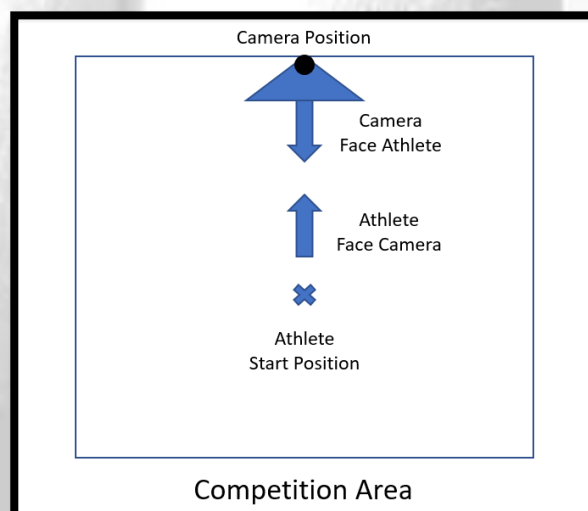 Camera Position
Camera
Face Athlete
Athlete
Face Camera
Athlete
Start Position
Competition Area